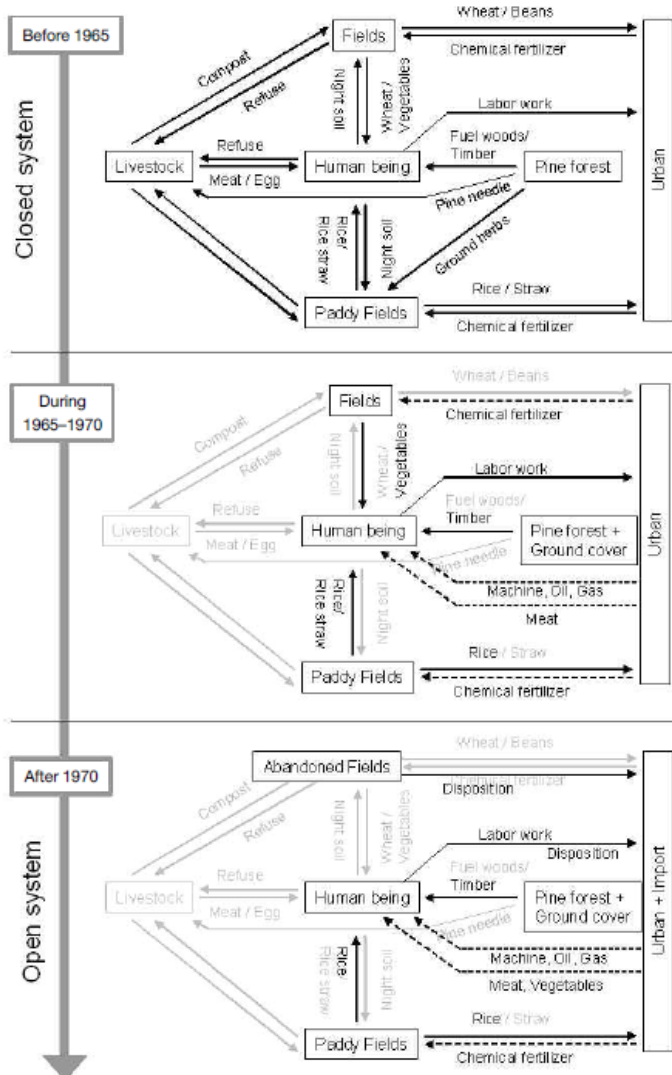 Before 1965
Closed system
Fields
Wheat / Beans
Chemical fertilizer
Compost
Refuse
Night soil
Wheat /
Vegetables
Labor work
Livestock
Refuse
Meat / Egg
Human being
Fuel woods/
Timber
Pine forest
Pine needle
Ground herbs
Rice/
Rice straw
Night soil
Paddy Fields
Rice / Straw
Chemical fertilizer
Urban
During
1965–1970
Fields
Wheat / Beans
Chemical fertilizer
Compost
Refuse
Night soil
Wheat /
Vegetables
Labor work
Livestock
Refuse
Meat / Egg
Human being
Fuel woods/
Timber
Pine forest +
Ground cover
Pine needle
Machine, Oil, Gas
Meat
Rice/
Rice straw
Night soil
Paddy Fields
Rice / Straw
Chemical fertilizer
Urban
After 1970
Open system
Abandoned Fields
Wheat / Beans
Chemical fertilizer
Disposition
Compost
Refuse
Night soil
Wheat /
Vegetables
Labor work
Disposition
Livestock
Refuse
Meat / Egg
Human being
Fuel woods/
Timber
Pine forest +
Ground cover
Pine needle
Machine, Oil, Gas
Meat, Vegetables
Rice/
Rice straw
Night soil
Paddy Fields
Rice / Straw
Chemical fertilizer
Urban + Import